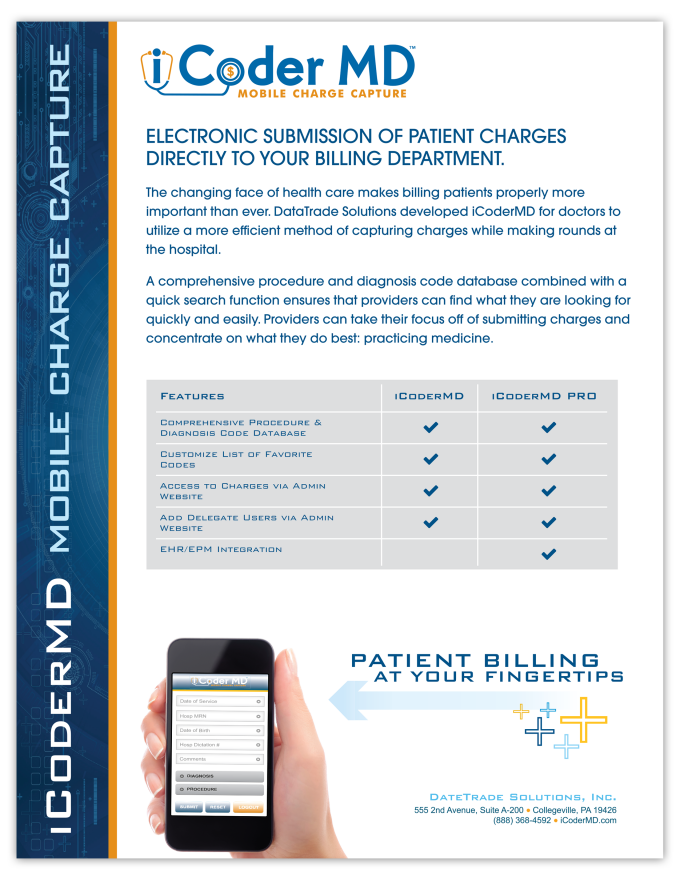 iCODERMD MOBILE CHARGE CAPTURE
iCoder MD™
MOBILE CHARGE CAPTURE
ELECTRONIC SUBMISSION OF PATIENT CHARGES
DIRECTLY TO YOUR BILLING DEPARTMENT.
The changing face of health care makes billing patients properly more
important than ever. DataTrade Solutions developed iCoderMD for doctors to
utilize a more efficient method of capturing charges while making rounds at
the hospital.
A comprehensive procedure and diagnosis code database combined with a
quick search function ensures that providers can find what they are looking for
quickly and easily. Providers can take their focus off of submitting charges and
concentrate on what they do best: practicing medicine.
FEATURES iCODERMD iCODERMD PRO
COMPREHENSIVE PROCEDURE &
DIAGNOSIS CODE DATABASE ✔ ✔
CUSTOMIZE LIST OF FAVORITE
CODES ✔ ✔
ACCESS TO CHARGES VIA ADMIN
WEBSITE ✔ ✔
ADD DELEGATE USERS VIA ADMIN
WEBSITE ✔ ✔
EHR/EPM INTEGRATION ✔
iCoder MD
Date of Service
Hosp MRN
Date of Birth
Hosp Dictation #
Comments
DIAGNOSIS
PROCEDURE
SUBMIT RESET LOGOUT
PATIENT BILLING
AT YOUR FINGERTIPS
DATETRADE SOLUTIONS, INC.
555 2nd Avenue, Suite A-200 • Collegeville, PA 19426
(888) 368-4592 • iCoderMD.com